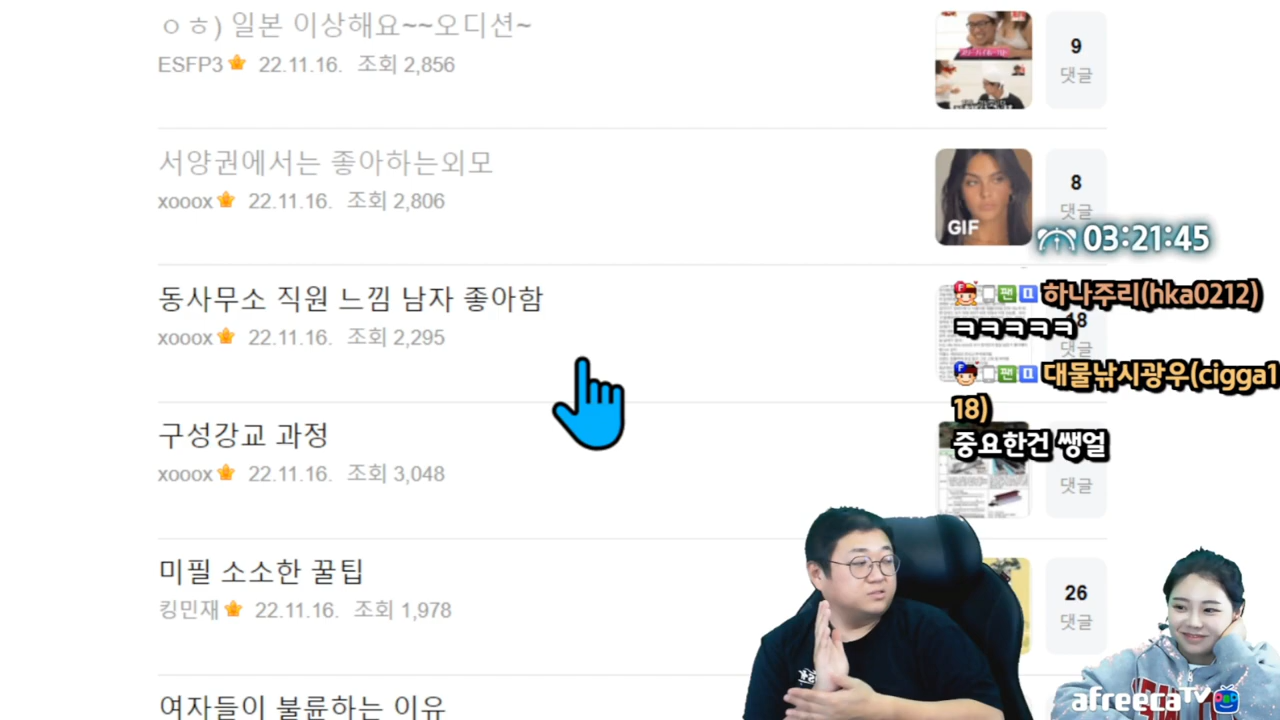 ㅇㅎ) 일본 이상해요~~오디션~
ESFP3 22.11.16. 조회 2,856
9
댓글
서양권에서는 좋아하는외모
xooox 22.11.16. 조회 2,806
GIF
8
댓글
03:21:45
동사무소 직원 느낌 남자 좋아함
xooox 22.11.16. 조회 2,295
18
댓글
팬 하나주리(hka0212)
ㅋㅋㅋㅋㅋ
팬 대물낚시광우(cigga1
18)
중요한건 쌩얼
구성강교 과정
xooox 22.11.16. 조회 3,048
댓글
미필 소소한 꿀팁
킹민재 22.11.16. 조회 1,978
26
댓글
여자들이 불륜하는 이유
afreecaTV